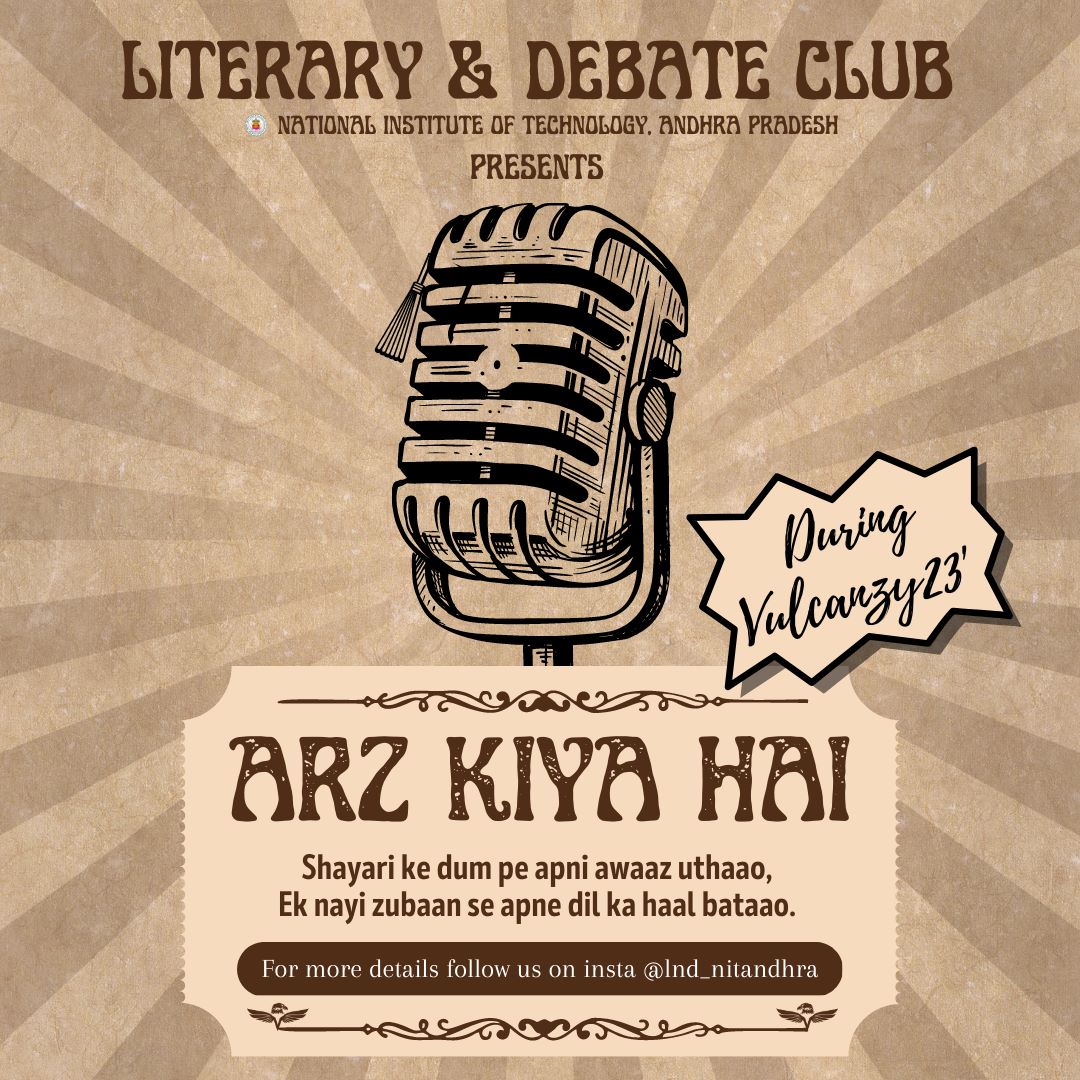 LITERARY & DEBATE CLUB
NATIONAL INSTITUTE OF TECHNOLOGY, ANDHRA PRADESH
PRESENTS
During
Vulcanzy23'
ARZ KIYA HAI
Shayari ke dum pe apni awaaz uthaao,
Ek nayi zubaan se apne dil ka haal bataao.
For more details follow us on insta @lnd_nitandhra